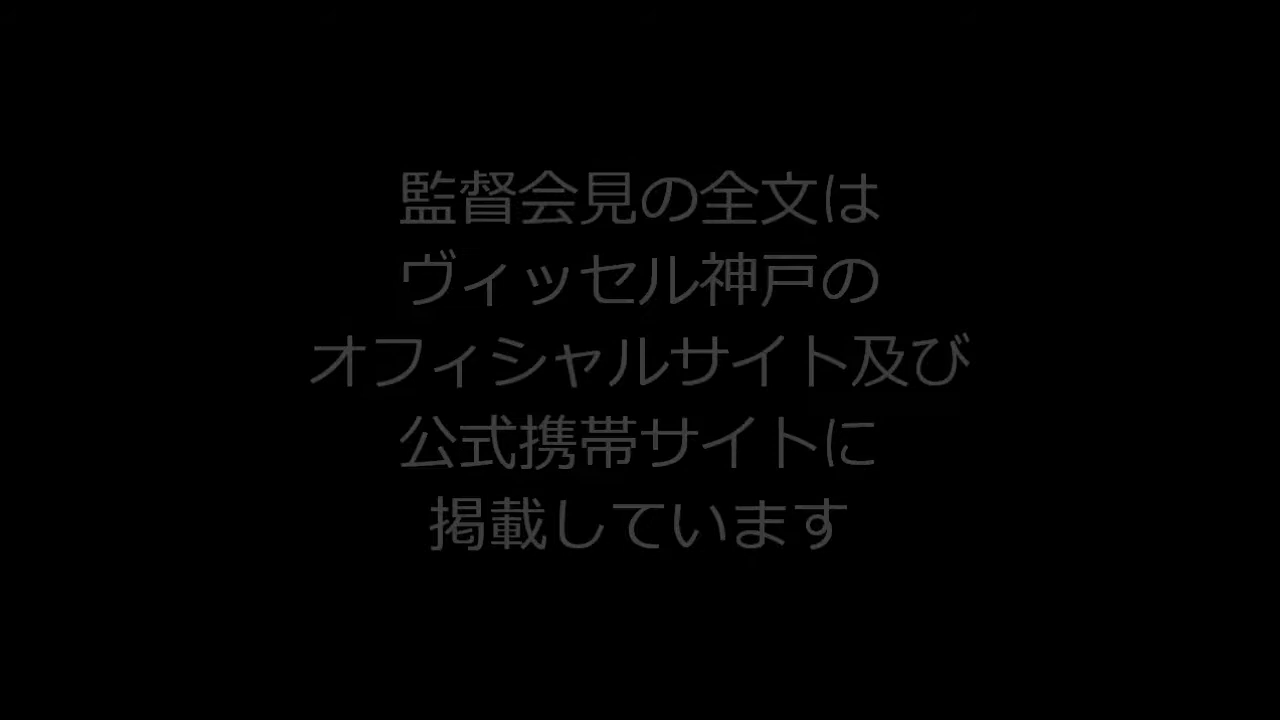 監督会見の全文は
ヴィッセル神戸の
オフィシャルサイト及び
公式携帯サイトに
掲載しています